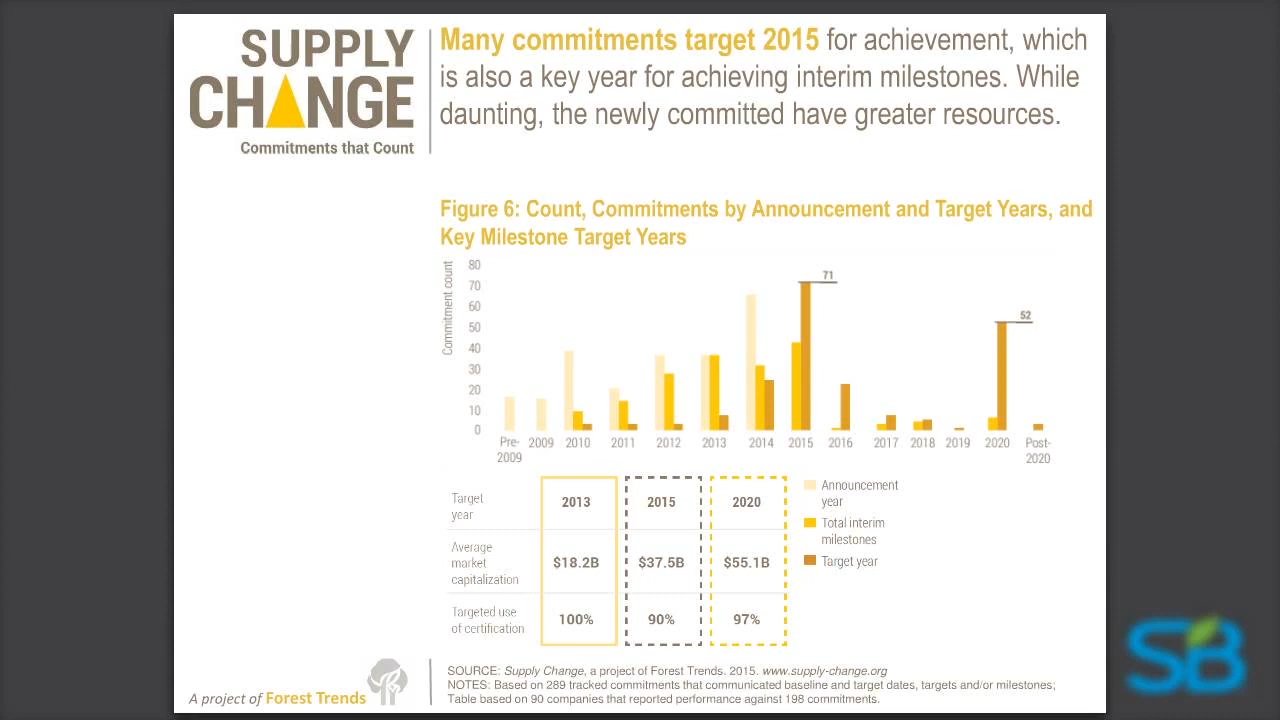 SUPPLY
CHANGE
Commitments that Count
Many commitments target 2015 for achievement, which
is also a key year for achieving interim milestones. While
daunting, the newly committed have greater resources.
Figure 6: Count, Commitments by Announcement and Target Years, and
Key Milestone Target Years
Commitment count
80
70
60
50
40
30
20
10
0
71
52
Pre-
2009
2009
2010
2011
2012
2013
2014
2015
2016
2017
2018
2019
2020
Post-
2020
Target
year
2013
2015
2020
Average
market
capitalization
$18.2B
$37.5B
$55.1B
Targeted use
of certification
100%
90%
97%
Announcement
year
Total interim
milestones
Target year
A project of Forest Trends
SOURCE: Supply Change, a project of Forest Trends. 2015. www.supply-change.org
NOTES: Based on 289 tracked commitments that communicated baseline and target dates, targets and/or milestones;
Table based on 90 companies that reported performance against 198 commitments.
SB